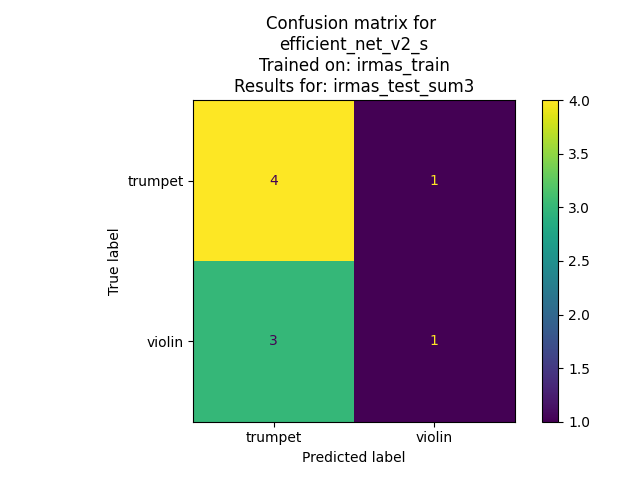 Confusion matrix for
efficient_net_v2_s
Trained on: irmas_train
Results for: irmas_test_sum3
4.0
3.5
3.0
2.5
2.0
1.5
1.0
True label
trumpet
4
1
violin
3
1
trumpet
violin
Predicted label